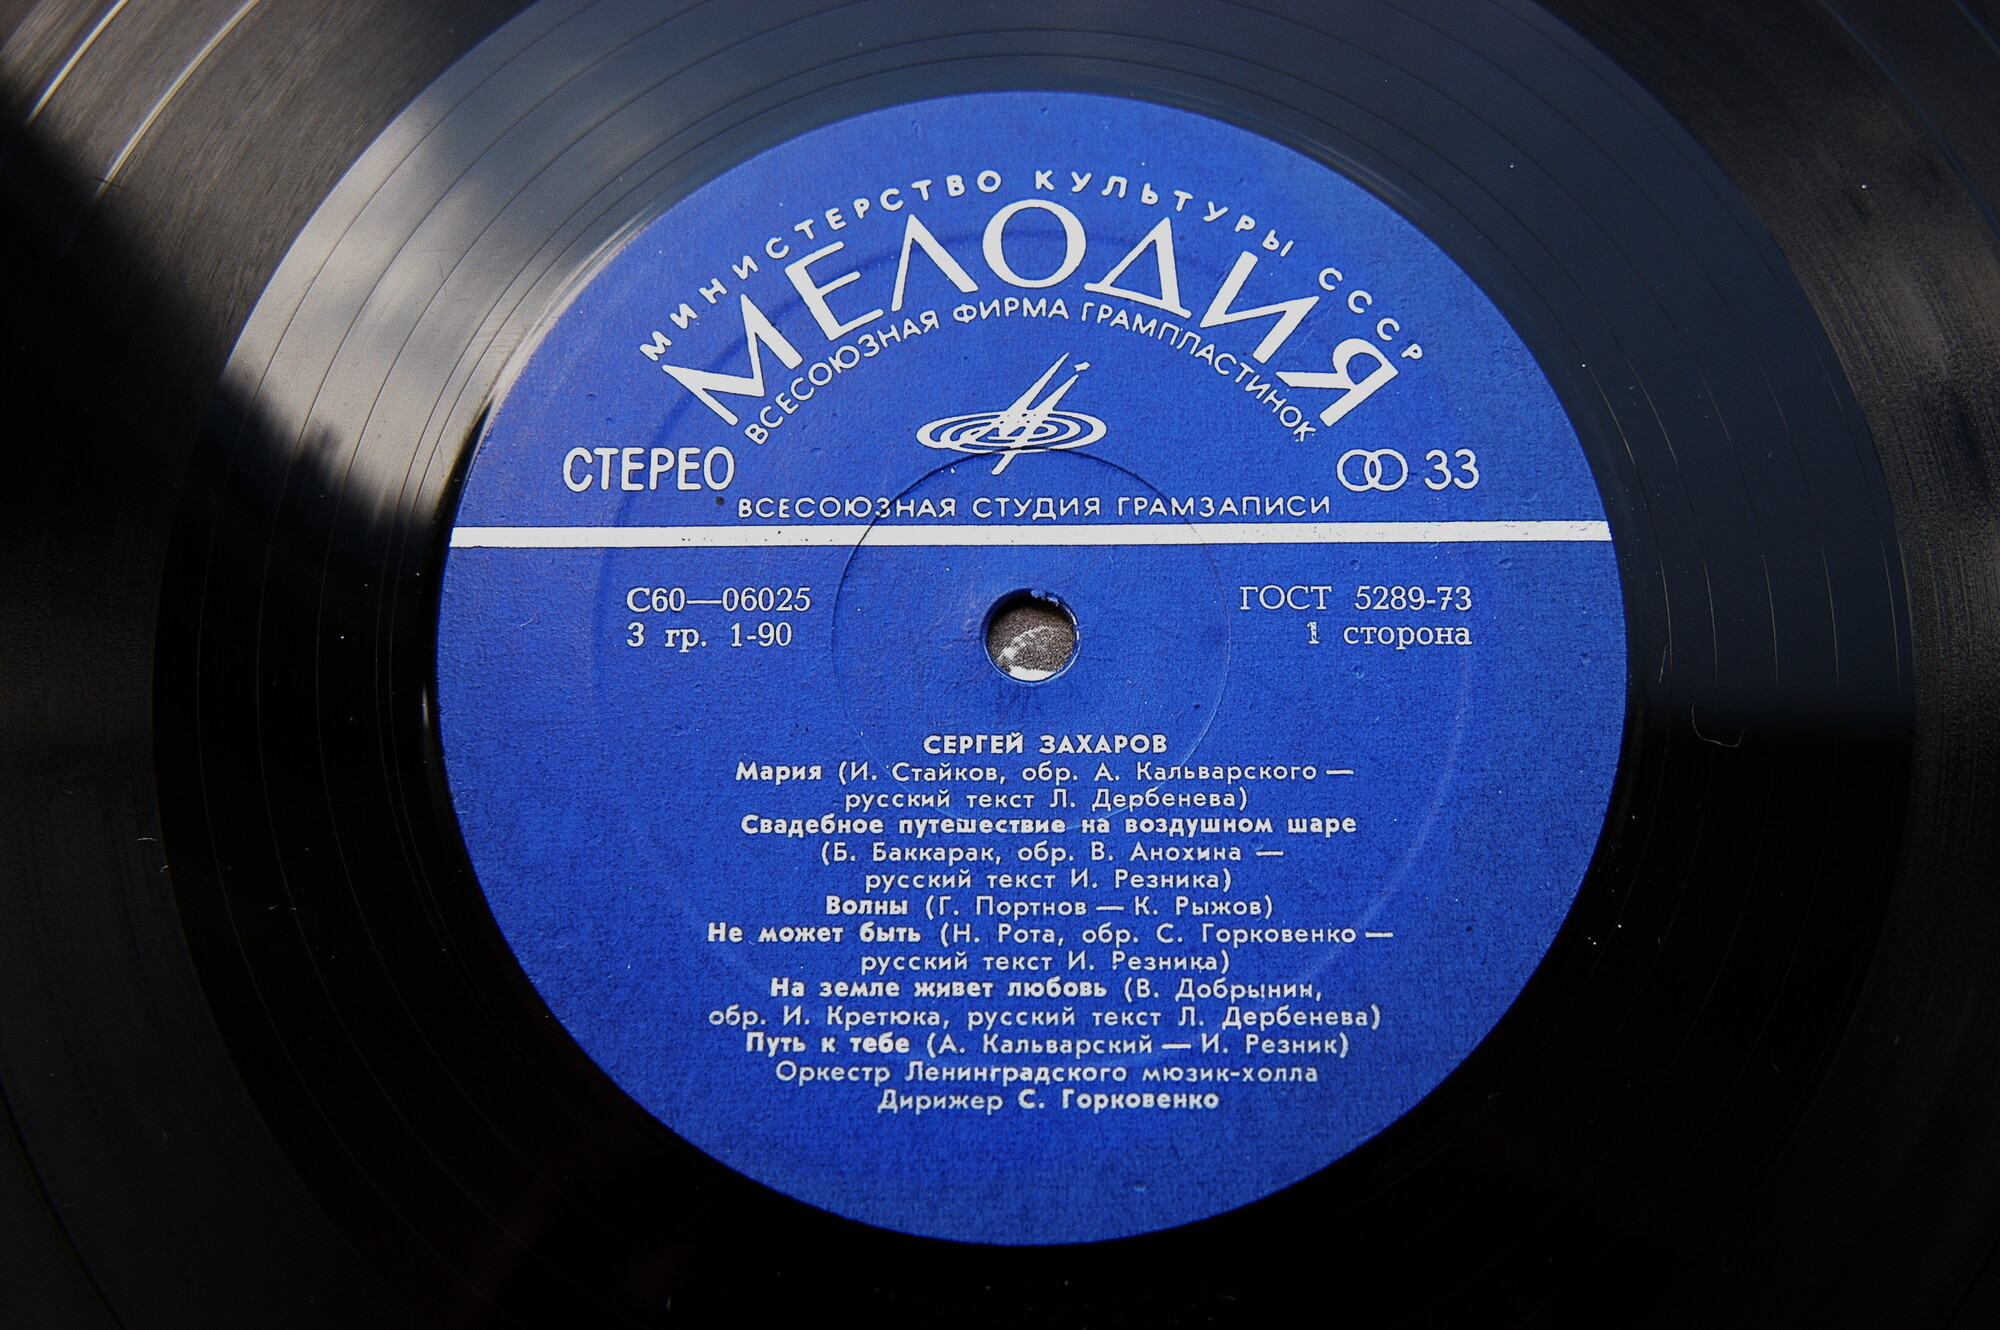 МИНИСТЕРСТВО КУЛЬТУРЫ СССР
МЕЛОДИЯ
ВСЕСОЮЗНАЯ ФИРМА ГРАМПЛАСТИНОК
СТЕРЕО
33
ВСЕСОЮЗНАЯ СТУДИЯ ГРАМЗАПИСИ
С60—06025
ГОСТ 5289-73
3 гр. 1-90
1 сторона
СЕРГЕЙ ЗАХАРОВ
Мария (И. Стайков, обр. А. Кальварского —
русский текст Л. Дербенева)
Свадебное путешествие на воздушном шаре
(Б. Баккарак, обр. В. Анохина —
русский текст И. Резника)
Волны (Г. Портнов — К. Рыжов)
Не может быть (Н. Рота, обр. С. Горковенко —
русский текст И. Резника)
На земле живет любовь (В. Добрынин,
обр. И. Кретюка, русский текст Л. Дербенева)
Путь к тебе (А. Кальварский — И. Резник)
Оркестр Ленинградского мюзик-холла
Дирижер С. Горковенко